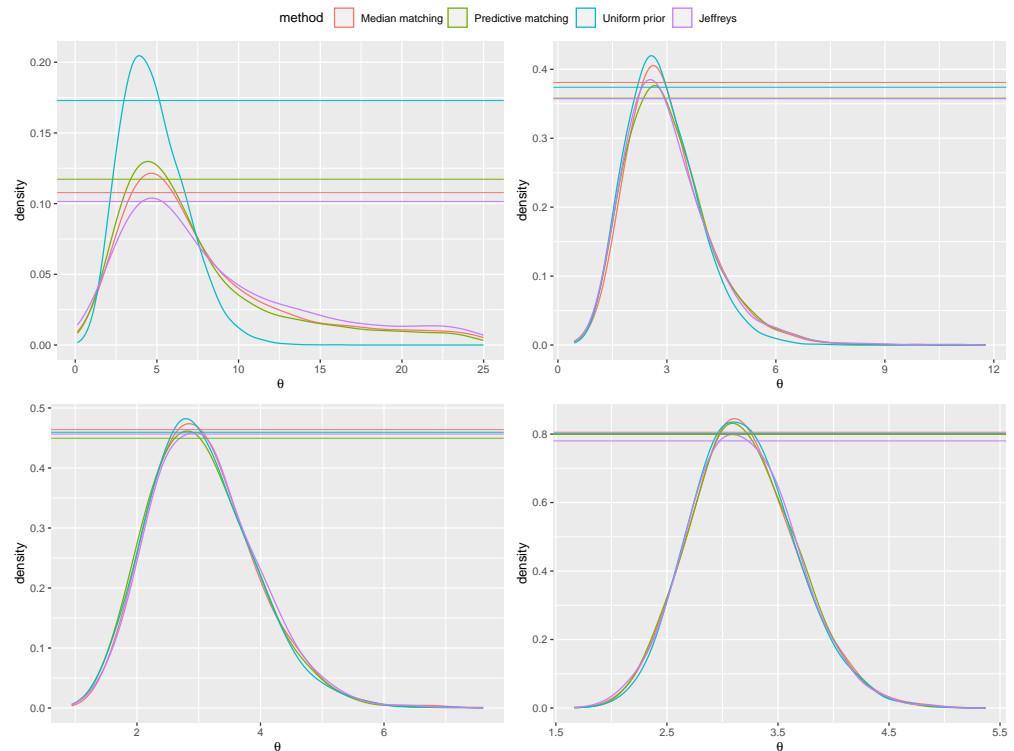 method Median matching Predictive matching Uniform prior Jeffreys
density
0.20
0.15
0.10
0.05
0.00
0 5 10 15 20 25
θ
density
0.4
0.3
0.2
0.1
0.0
0 3 6 9 12
θ
density
0.5
0.4
0.3
0.2
0.1
0.0
2 4 6
θ
density
0.8
0.6
0.4
0.2
0.0
1.5 2.5 3.5 4.5 5.5
θ